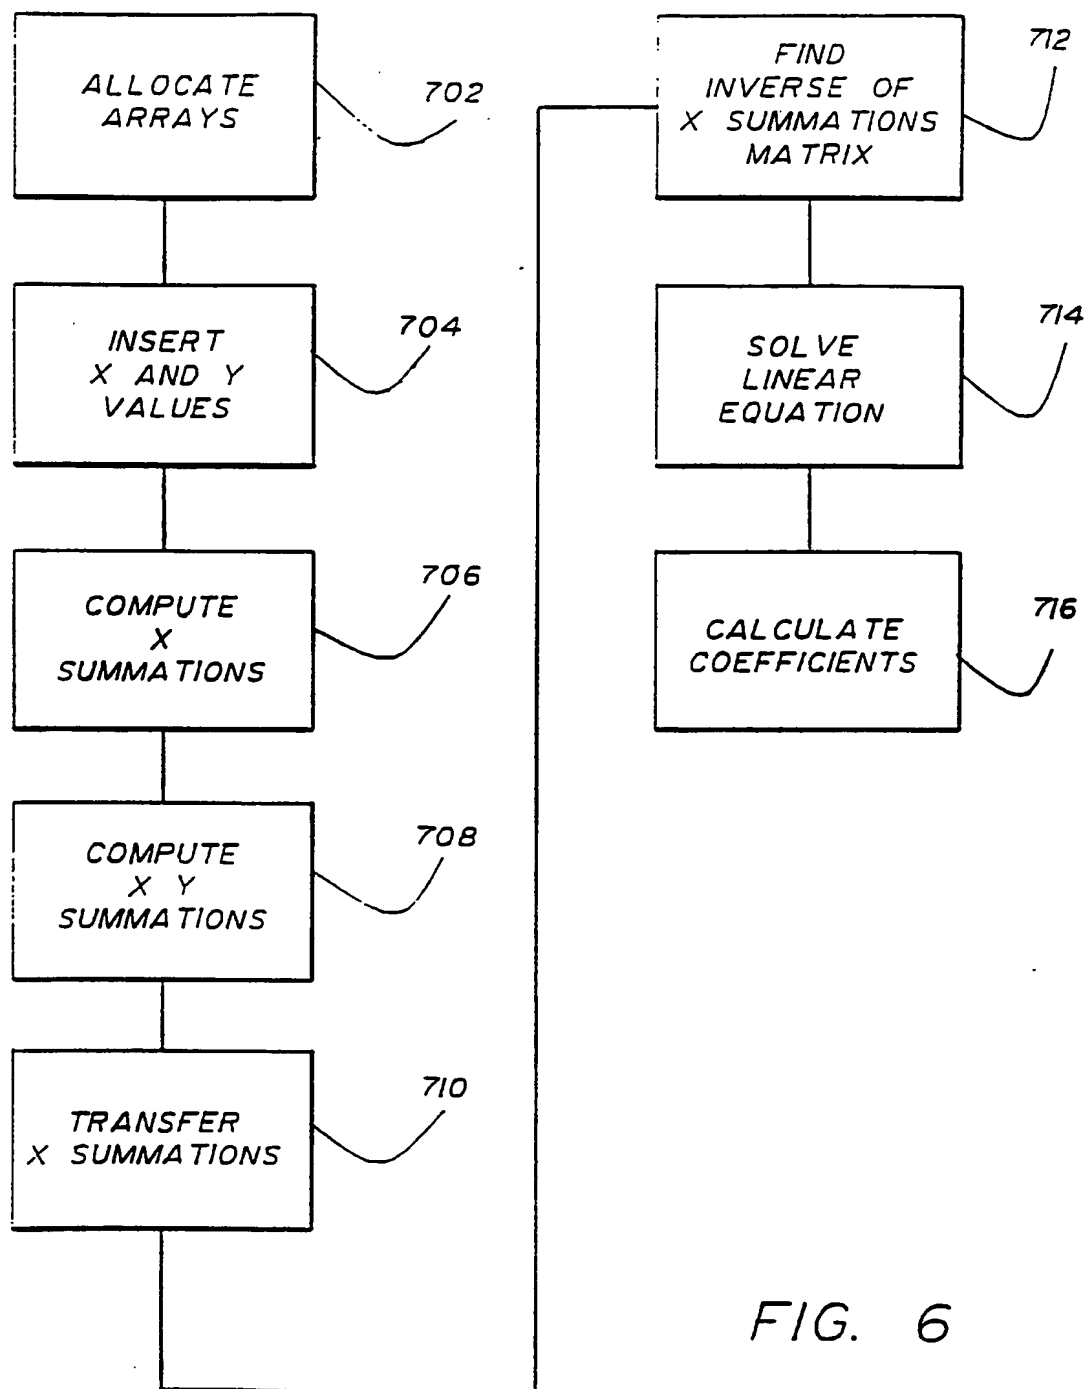 ALLOCATE
ARRAYS
702
INSERT
X AND Y
VALUES
704
COMPUTE
X
SUMMATIONS
706
COMPUTE
X Y
SUMMATIONS
708
TRANSFER
X SUMMATIONS
710
FIND
INVERSE OF
X SUMMATIONS
MATRIX
712
SOLVE
LINEAR
EQUATION
714
CALCULATE
COEFFICIENTS
716
FIG. 6